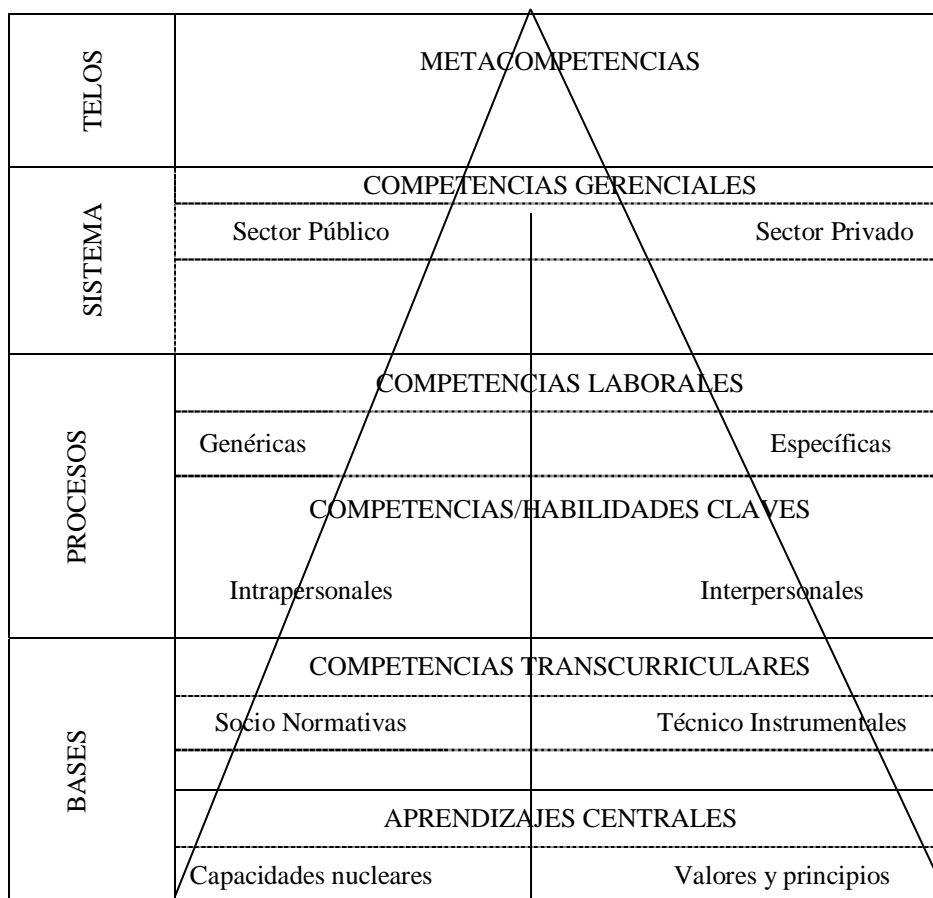 TELOS
METACOMPETENCIAS
SISTEMA
COMPETENCIAS GERENCIALES
Sector Público
Sector Privado
PROCESOS
COMPETENCIAS LABORALES
Genéricas
Específicas
COMPETENCIAS/HABILIDADES CLAVES
Intrapersonales
Interpersonales
BASES
COMPETENCIAS TRANSCURRICULARES
Socio Normativas
Técnico Instrumentales
APRENDIZAJES CENTRALES
Capacidades nucleares
Valores y principios